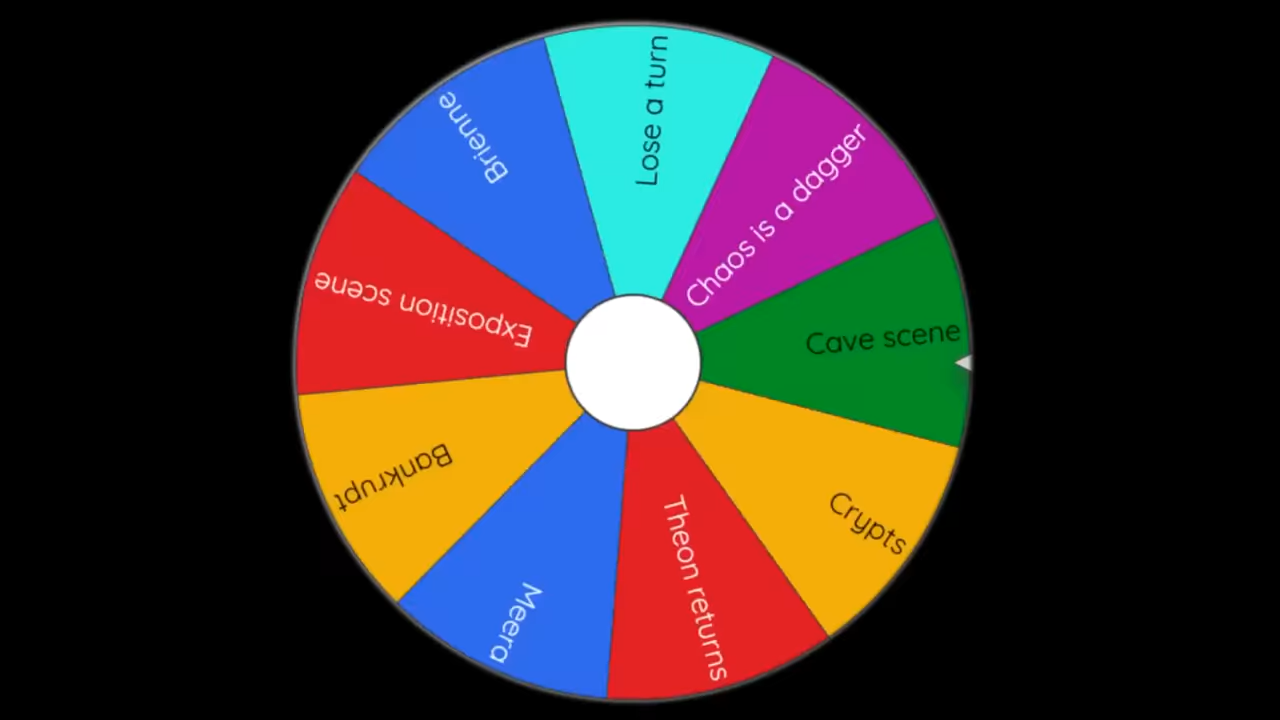 Lose a turn
Chaos is a dagger
Cave scene
Crypts
Theon returns
Meera
Bankrupt
Exposition scene
Brienne